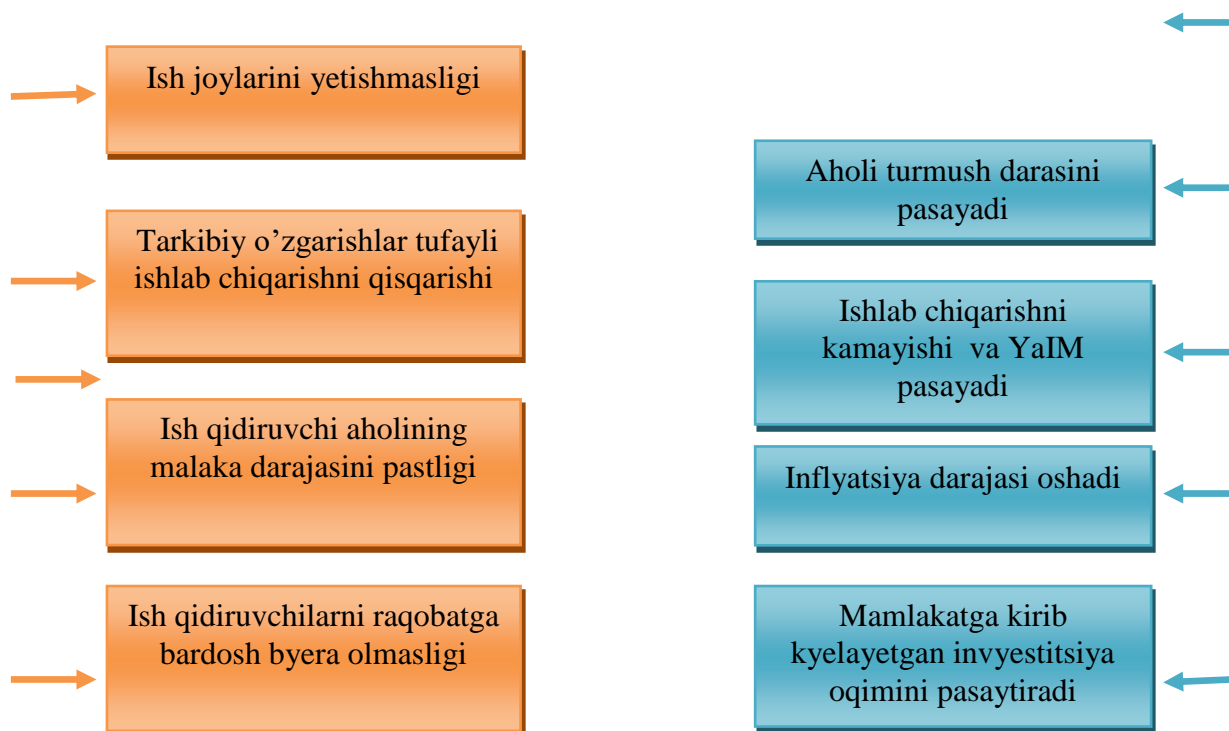 Ish joylarini yetishmasligi
Tarkibiy o’zgarishlar tufayli
ishlab chiqarishni qisqarishi
Ish qidiruvchi aholining
malaka darajasini pastligi
Ish qidiruvchilarni raqobatga
bardosh byera olmasligi
Aholi turmush darasini
pasayadi
Ishlab chiqarishni
kamayishi va YaIM
pasayadi
Inflyatsiya darajasi oshadi
Mamlakatga kirib
kyelayetgan invyestitsiya
oqimini pasaytiradi